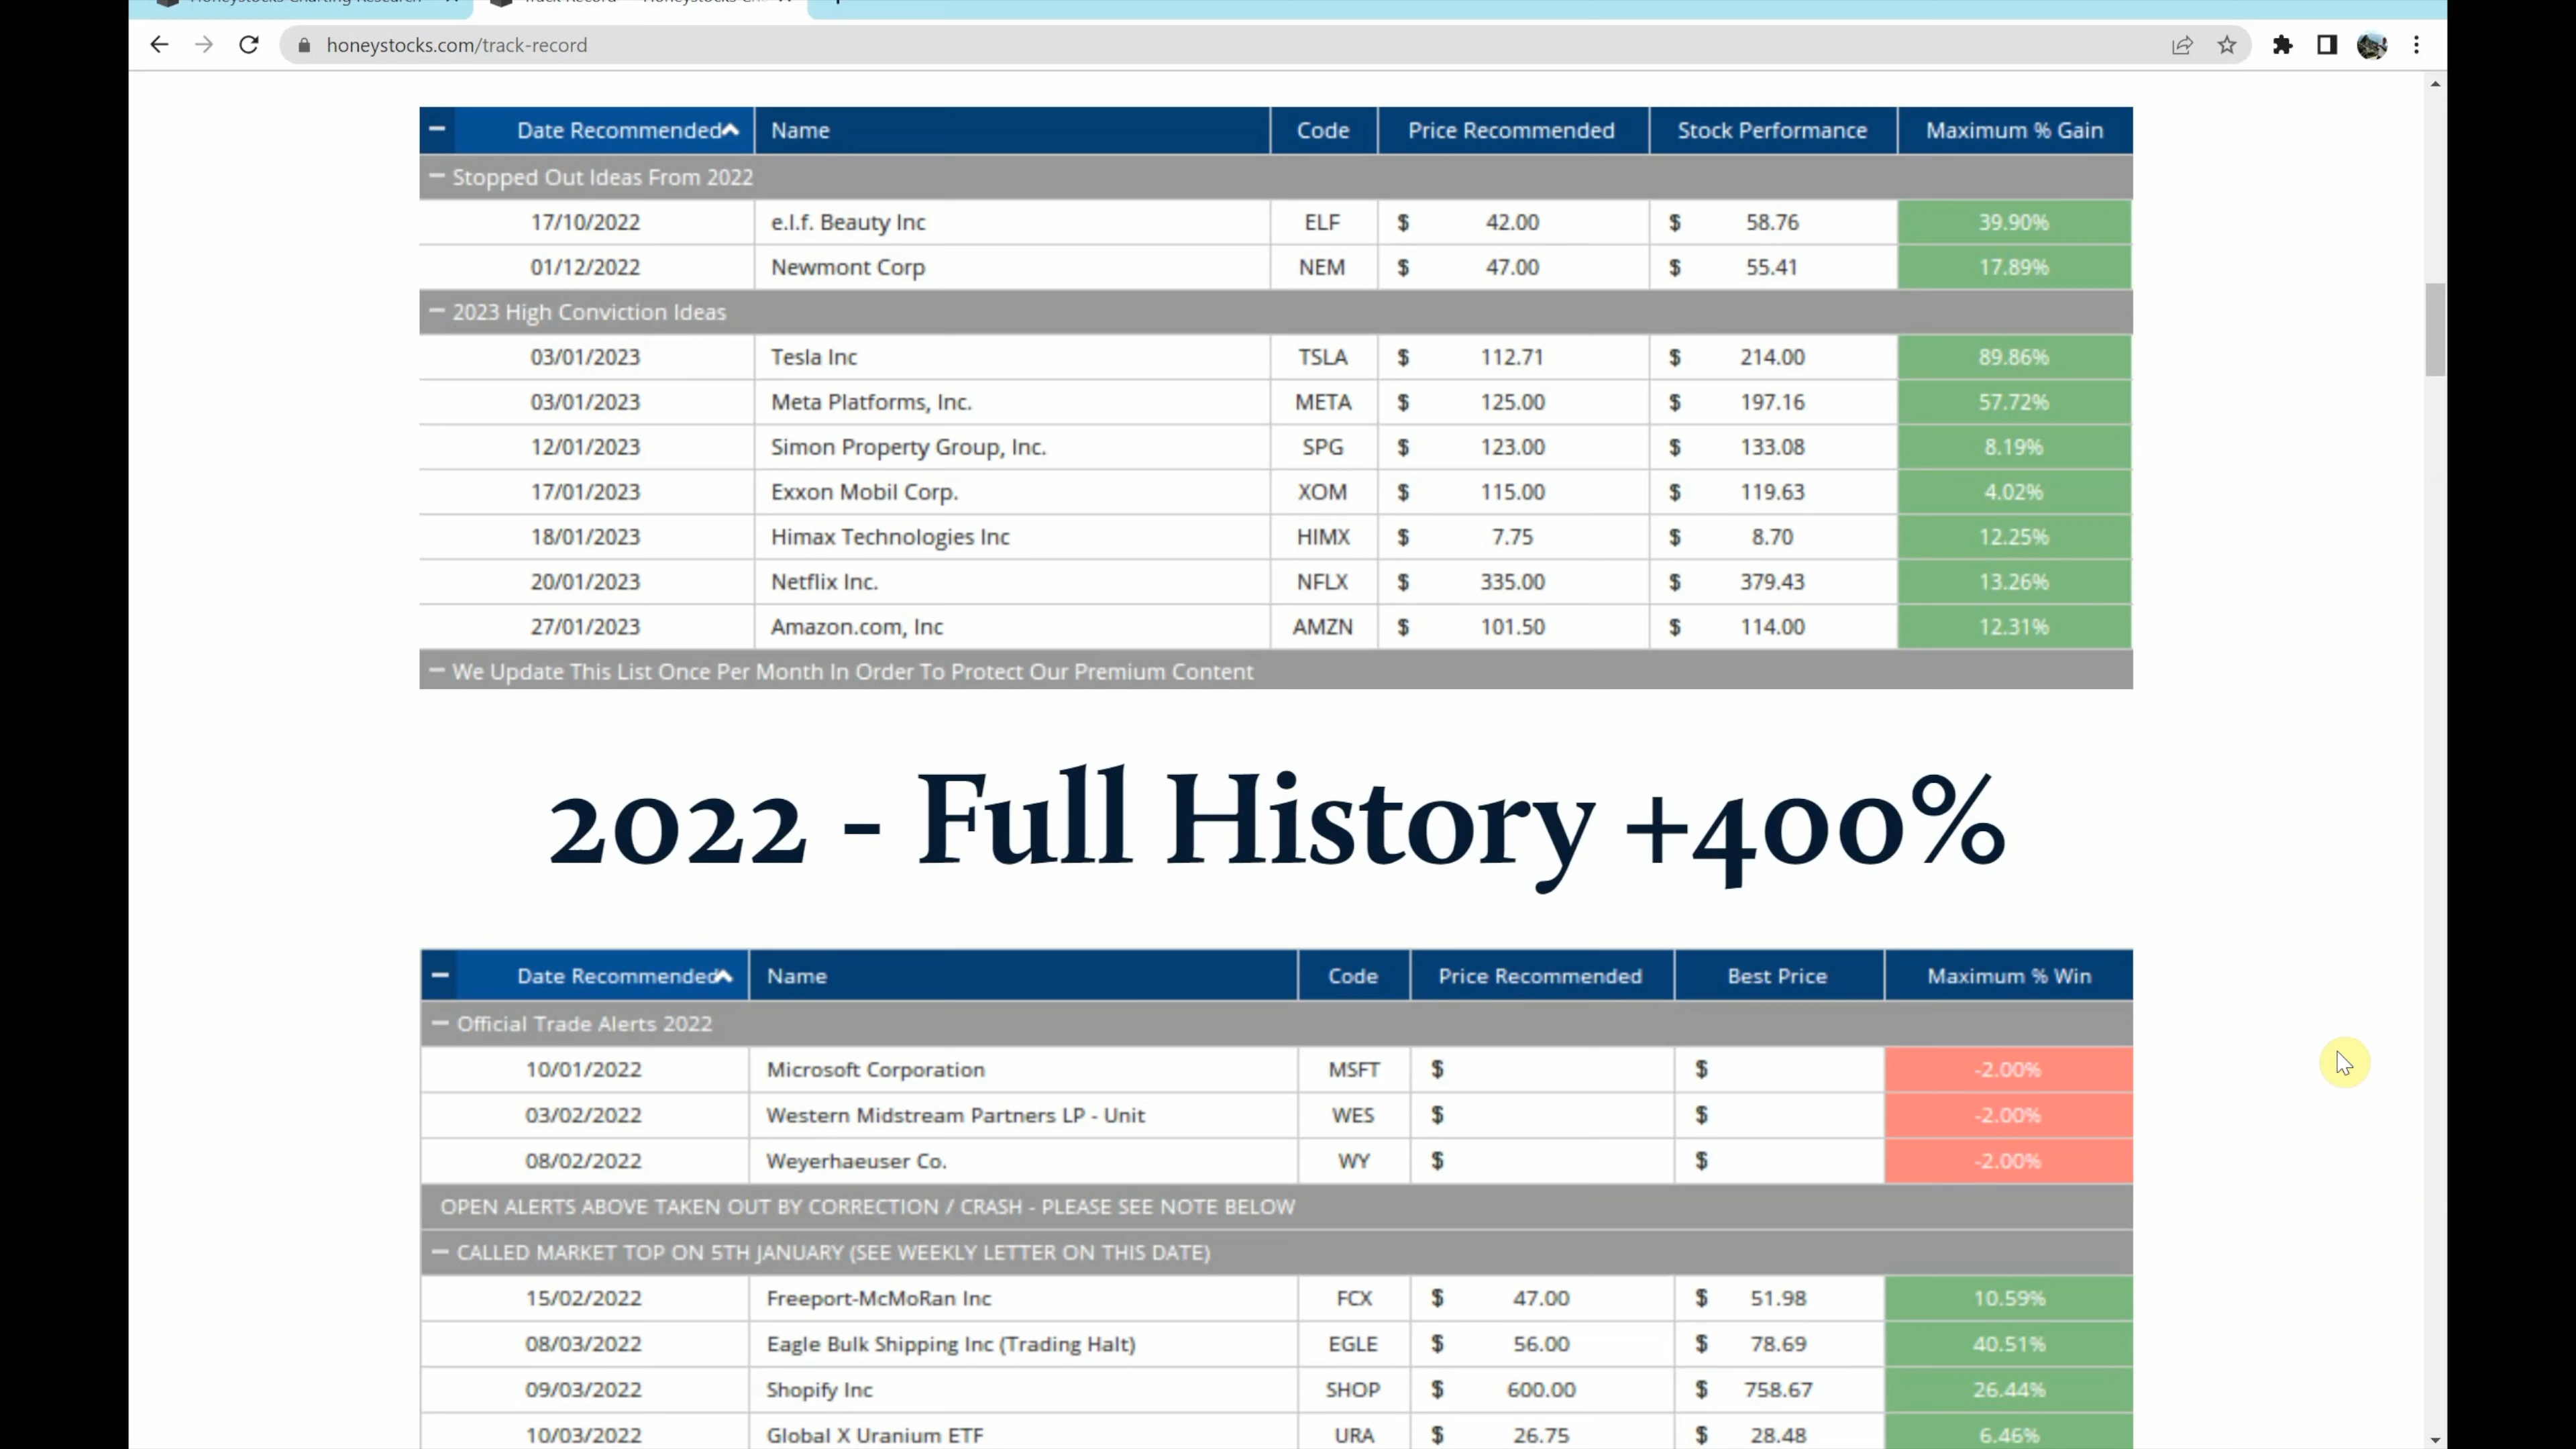 honeystocks.com/track-record
Date Recommended Name Code Price Recommended Stock Performance Maximum % Gain
Stopped Out Ideas From 2022
17/10/2022 e.l.f. Beauty Inc ELF $ 42.00 $ 58.76 39.90%
01/12/2022 Newmont Corp NEM $ 47.00 $ 55.41 17.89%
2023 High Conviction Ideas
03/01/2023 Tesla Inc TSLA $ 112.71 $ 214.00 89.86%
03/01/2023 Meta Platforms, Inc. META $ 125.00 $ 197.16 57.72%
12/01/2023 Simon Property Group, Inc. SPG $ 123.00 $ 133.08 8.19%
17/01/2023 Exxon Mobil Corp. XOM $ 115.00 $ 119.63 4.02%
18/01/2023 Himax Technologies Inc HIMX $ 7.75 $ 8.70 12.25%
20/01/2023 Netflix Inc. NFLX $ 335.00 $ 379.43 13.26%
27/01/2023 Amazon.com, Inc AMZN $ 101.50 $ 114.00 12.31%
We Update This List Once Per Month In Order To Protect Our Premium Content
2022 - Full History +400%
Date Recommended Name Code Price Recommended Best Price Maximum % Win
Official Trade Alerts 2022
10/01/2022 Microsoft Corporation MSFT $ $ -2.00%
03/02/2022 Western Midstream Partners LP - Unit WES $ $ -2.00%
08/02/2022 Weyerhaeuser Co. WY $ $ -2.00%
OPEN ALERTS ABOVE TAKEN OUT BY CORRECTION / CRASH - PLEASE SEE NOTE BELOW
CALLED MARKET TOP ON 5TH JANUARY (SEE WEEKLY LETTER ON THIS DATE)
15/02/2022 Freeport-McMoRan Inc FCX $ 47.00 $ 51.98 10.59%
08/03/2022 Eagle Bulk Shipping Inc (Trading Halt) EGLE $ 56.00 $ 78.69 40.51%
09/03/2022 Shopify Inc SHOP $ 600.00 $ 758.67 26.44%
10/03/2022 Global X Uranium ETF URA $ 26.75 $ 28.48 6.46%